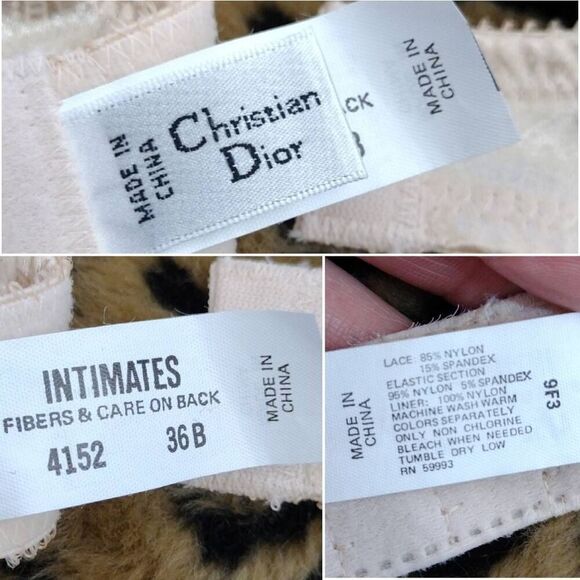 MADE IN
CHINA
Christian
Dior
CK
MADE IN
CHINA
INTIMATES
FIBERS & CARE ON BACK
4152
36 B
MADE IN
CHINA
MADE IN
CHINA
LACE: 85% NYLON
15% SPANDEX
ELASTIC SECTION
95% NYLON 5% SPANDEX
LINER: 100% NYLON
MACHINE WASH WARM
COLORS SEPARATELY
ONLY NON CHLORINE
BLEACH WHEN NEEDED
TUMBLE DRY LOW
RN 59993
9F3